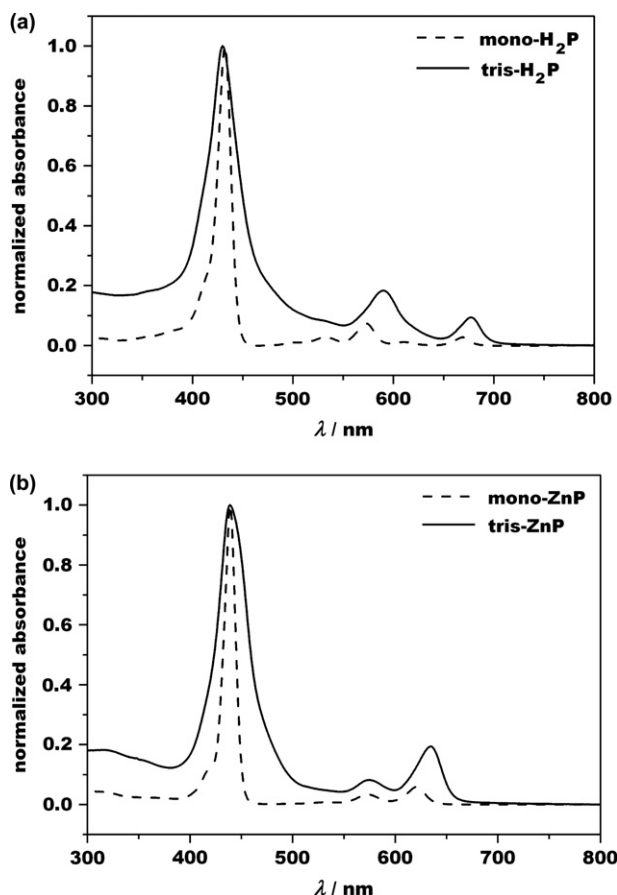 (a)
mono-H₂P
tris-H₂P
normalized absorbance
1.0
0.8
0.6
0.4
0.2
0.0
300 400 500 600 700 800
λ / nm
(b)
mono-ZnP
tris-ZnP
normalized absorbance
1.0
0.8
0.6
0.4
0.2
0.0
300 400 500 600 700 800
λ / nm